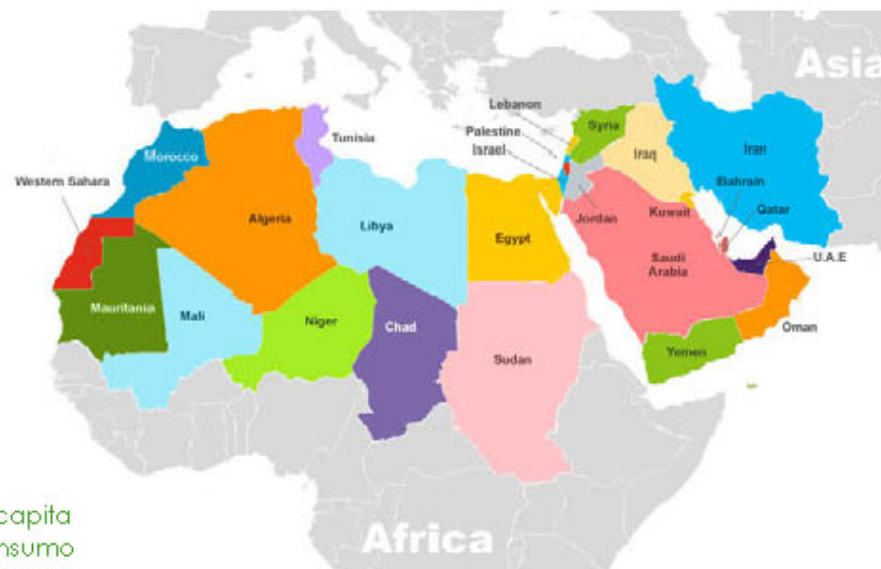 Asia
Lebanon
Syria
Palestine
Israel
Iraq
Iran
Tunisia
Morocco
Western Sahara
Bahrain
Algeria
Jordan
Kuwait
Qatar
Libya
Egypt
Saudi
Arabia
U.A.E
Mauritania
Mali
Niger
Chad
Oman
Yemen
Sudan
capita
nsumo
Africa